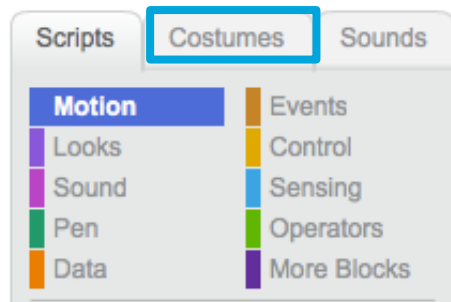 Scripts Costumes Sounds
Motion Events
Looks Control
Sound Sensing
Pen Operators
Data More Blocks